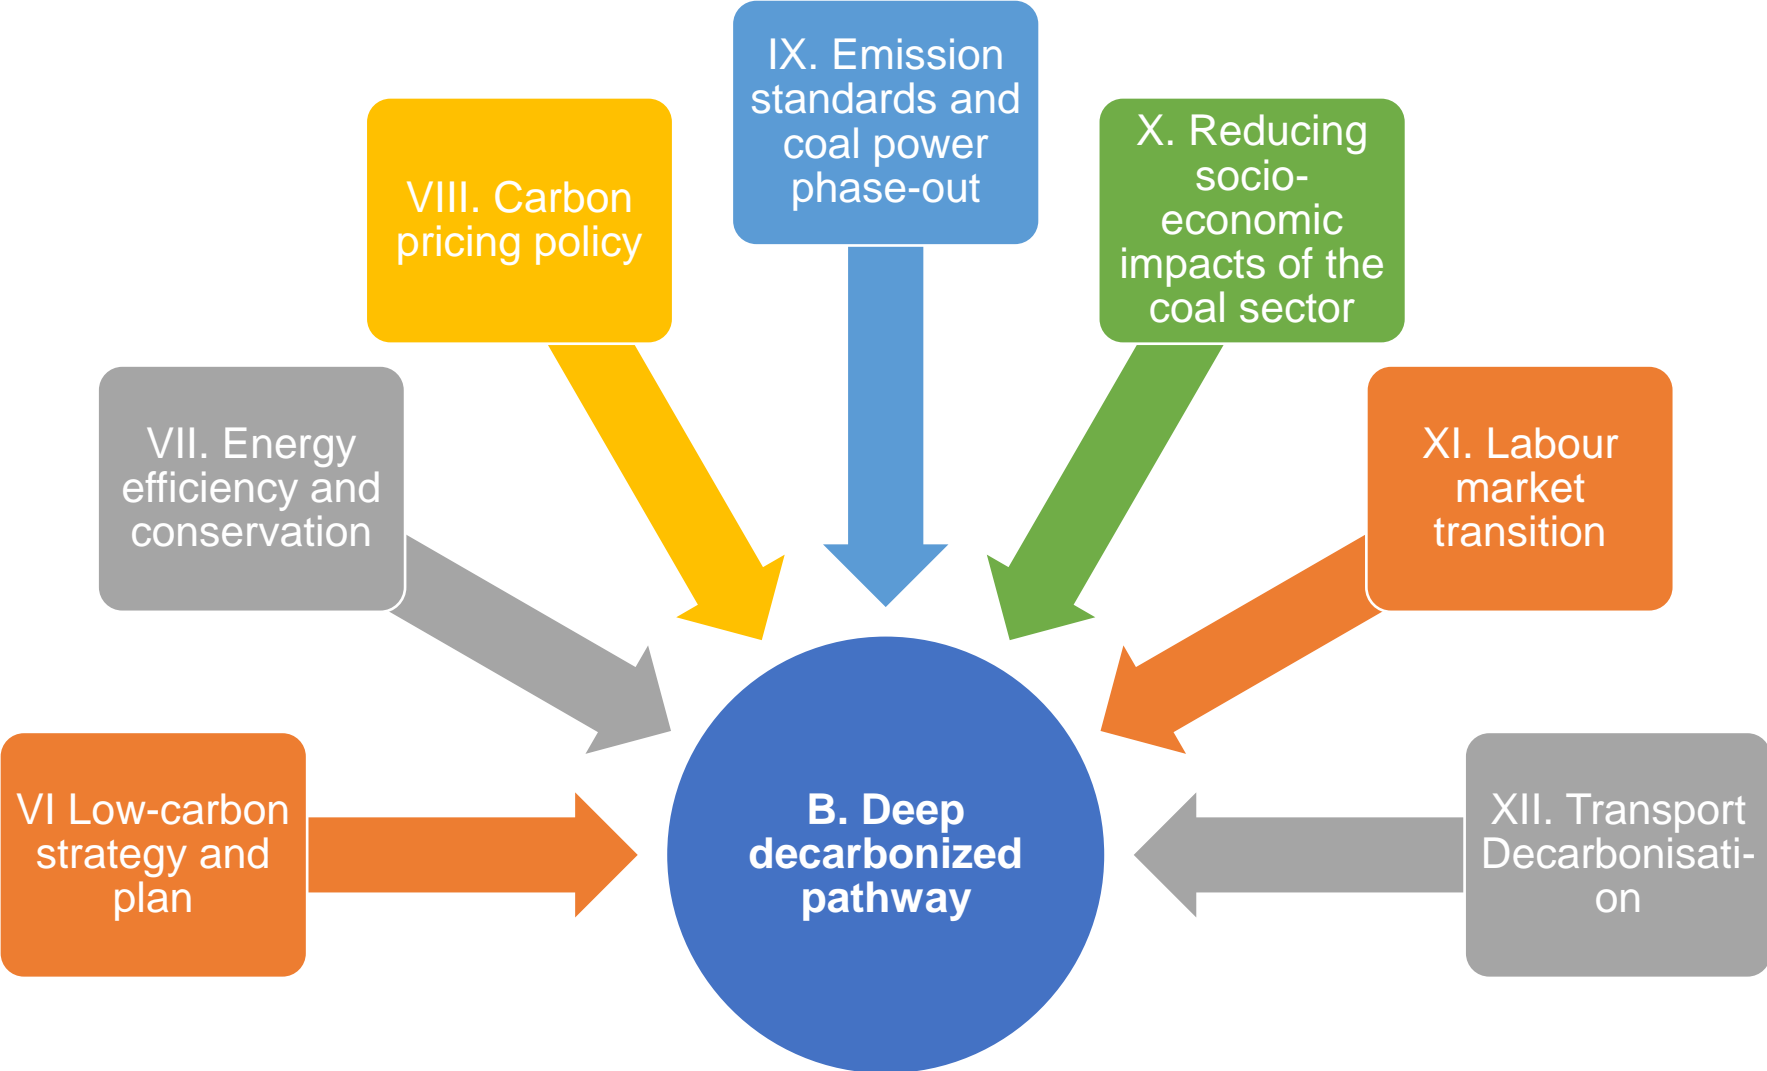 IX. Emission
standards and
coal power
phase-out
VIII. Carbon
pricing policy
X. Reducing
socio-
economic
impacts of the
coal sector
VII. Energy
efficiency and
conservation
XI. Labour
market
transition
VI Low-carbon
strategy and
plan
B. Deep
decarbonized
pathway
XII. Transport
Decarbonisati-
on